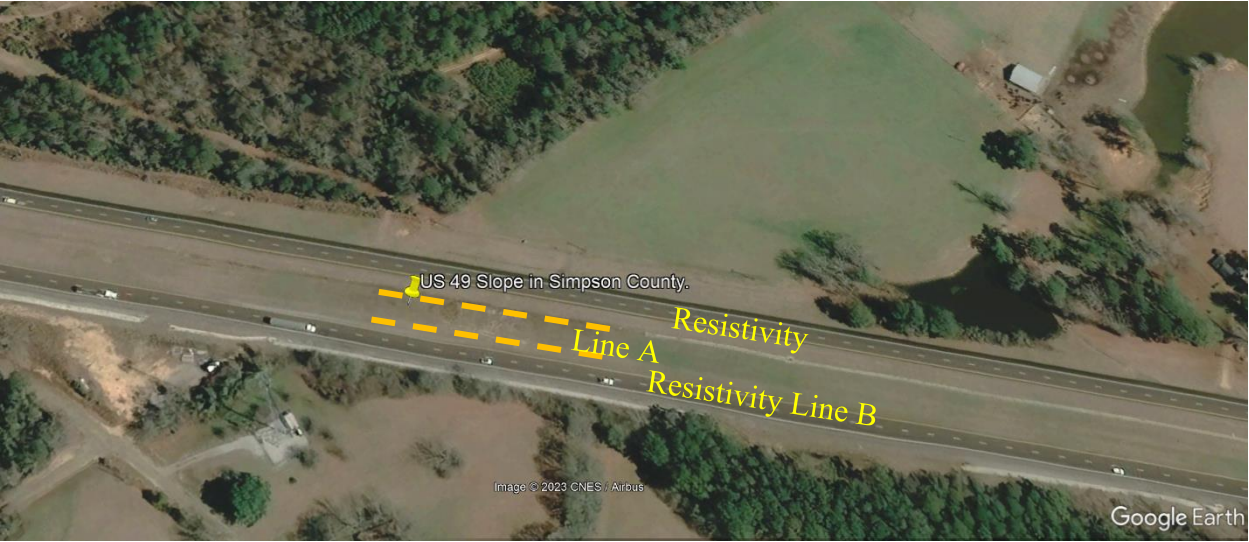 US 49 Slope in Simpson County.
Resistivity
Line A
Resistivity Line B
Image © 2023 CNES / Airbus
Google Earth